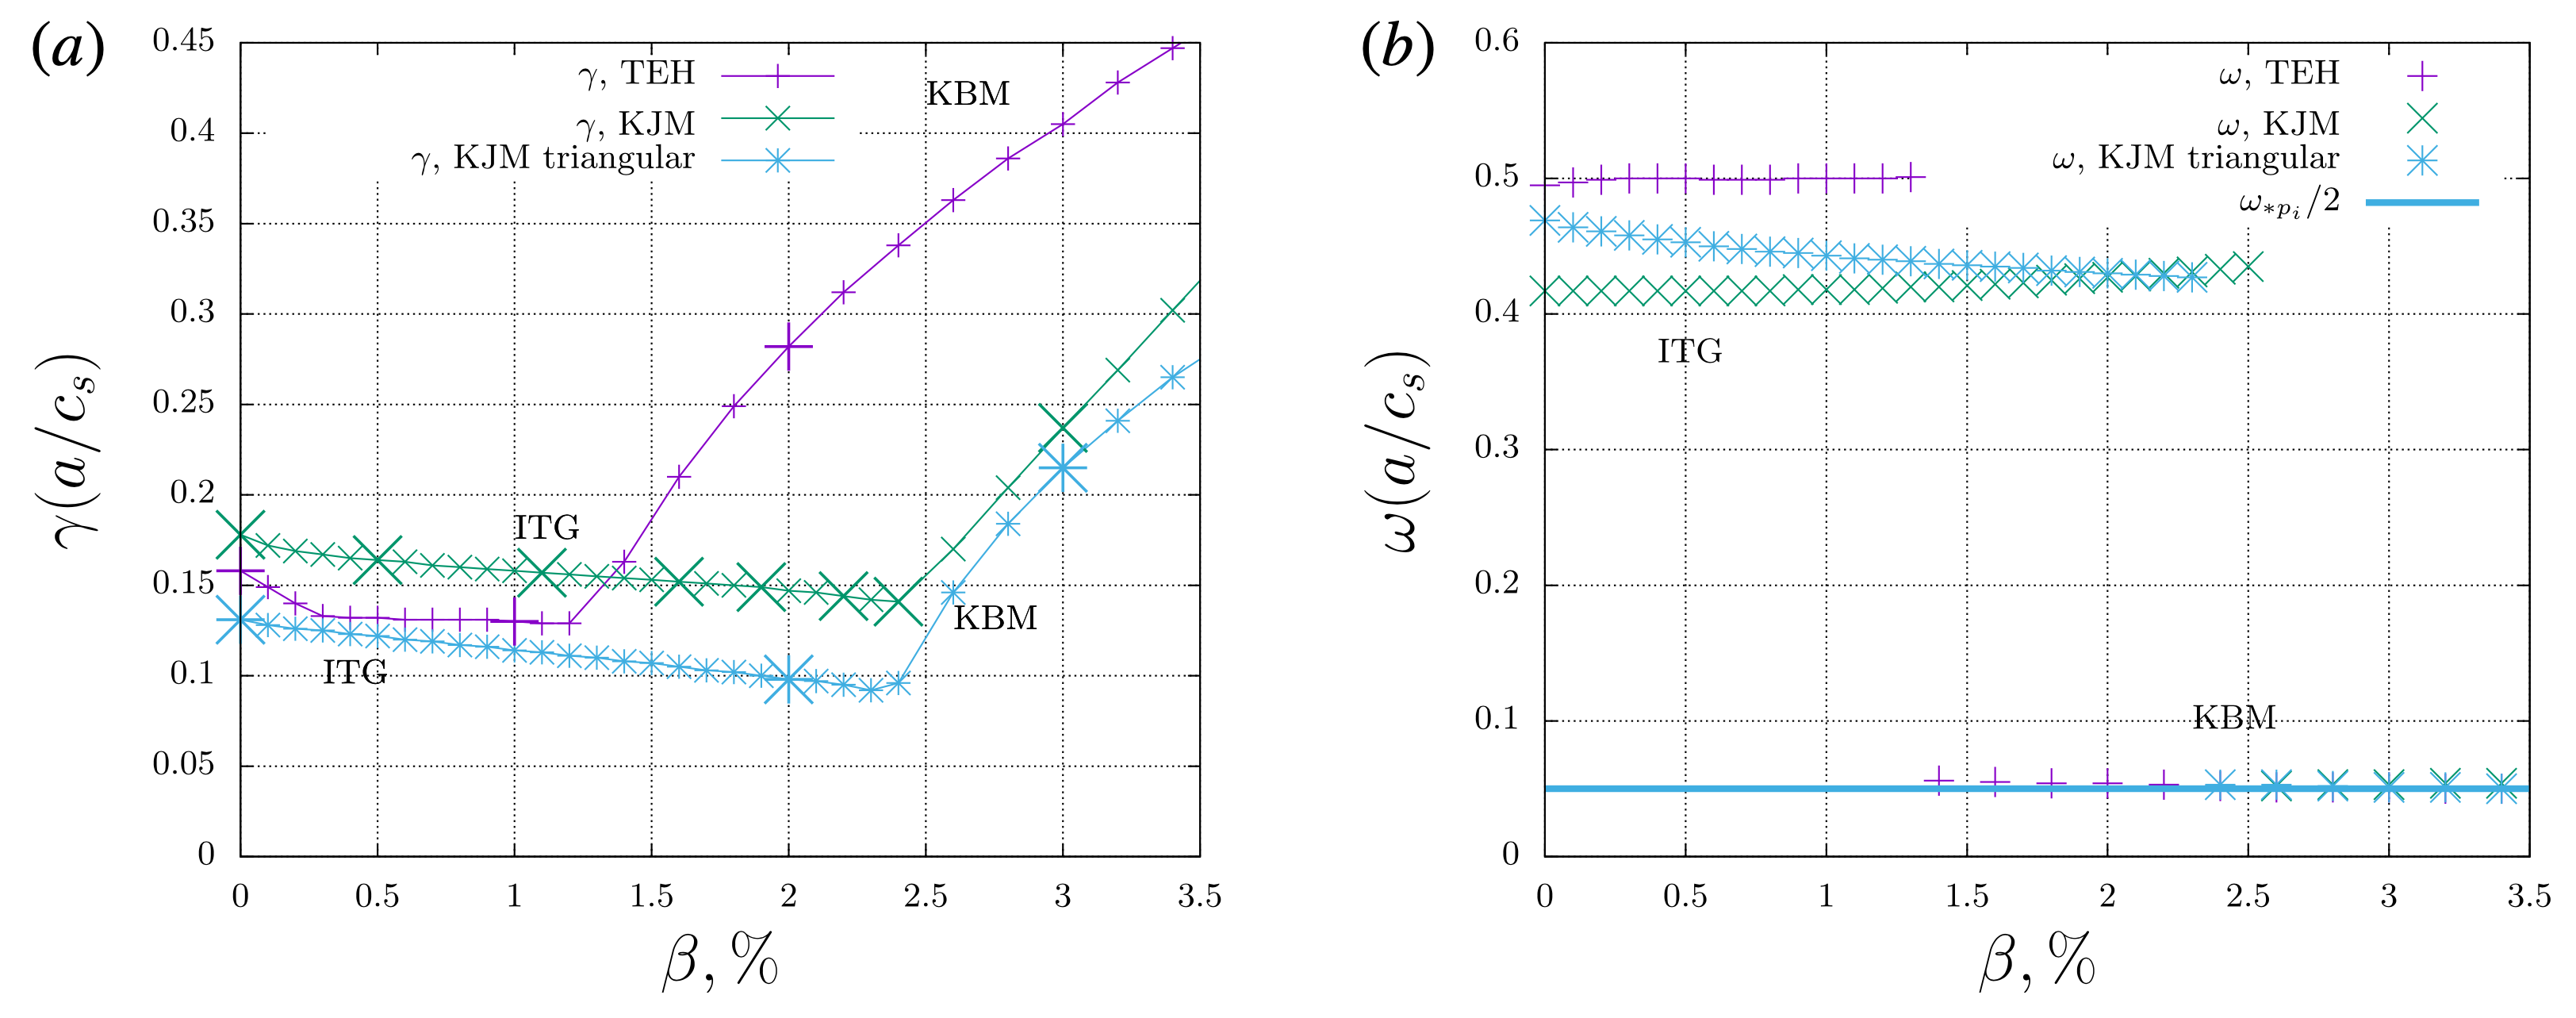 (a)
γ(a/c_s)
0.45
0.4
0.35
0.3
0.25
0.2
0.15
0.1
0.05
0
γ, TEH
γ, KJM
γ, KJM triangular
KBM
ITG
ITG
KBM
0 0.5 1 1.5 2 2.5 3 3.5
β, %
(b)
ω(a/c_s)
0.6
0.5
0.4
0.3
0.2
0.1
0
ω, TEH
ω, KJM
ω, KJM triangular
ω_{*p_i}/2
ITG
KBM
0 0.5 1 1.5 2 2.5 3 3.5
β, %